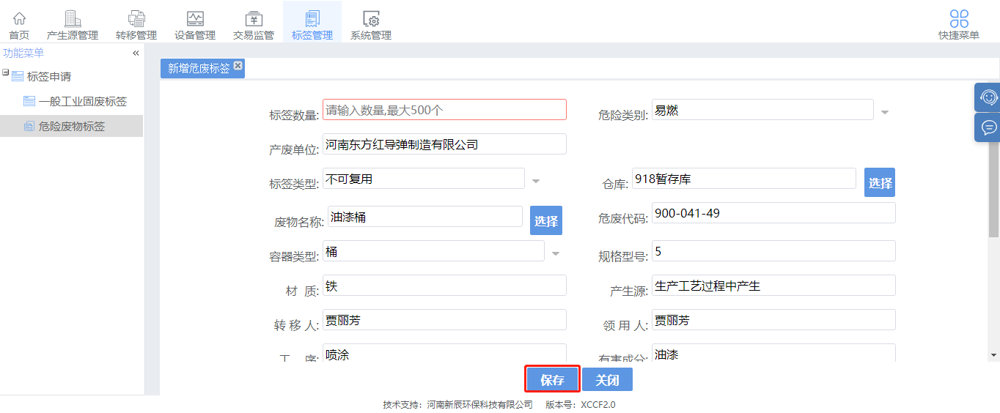 首页 产生源管理 转移管理 设备管理 交易监管 标签管理 系统管理 快捷菜单
功能菜单 «
标签申请
一般工业固废标签
危险废物标签
新增危废标签
标签数量: 请输入数量,最大500个 危险类别: 易燃
产废单位: 河南东方红导弹制造有限公司
标签类型: 不可复用 仓库: 918暂存库 选择
废物名称: 油漆桶 选择 危废代码: 900-041-49
容器类型: 桶 规格型号: 5
材 质: 铁 产生源: 生产工艺过程中产生
转 移 人: 贾丽芳 领 用 人: 贾丽芳
工 序: 喷涂 有害成分: 油漆
保存 关闭
技术支持：河南新辰环保科技有限公司 版本号：XCCF2.0